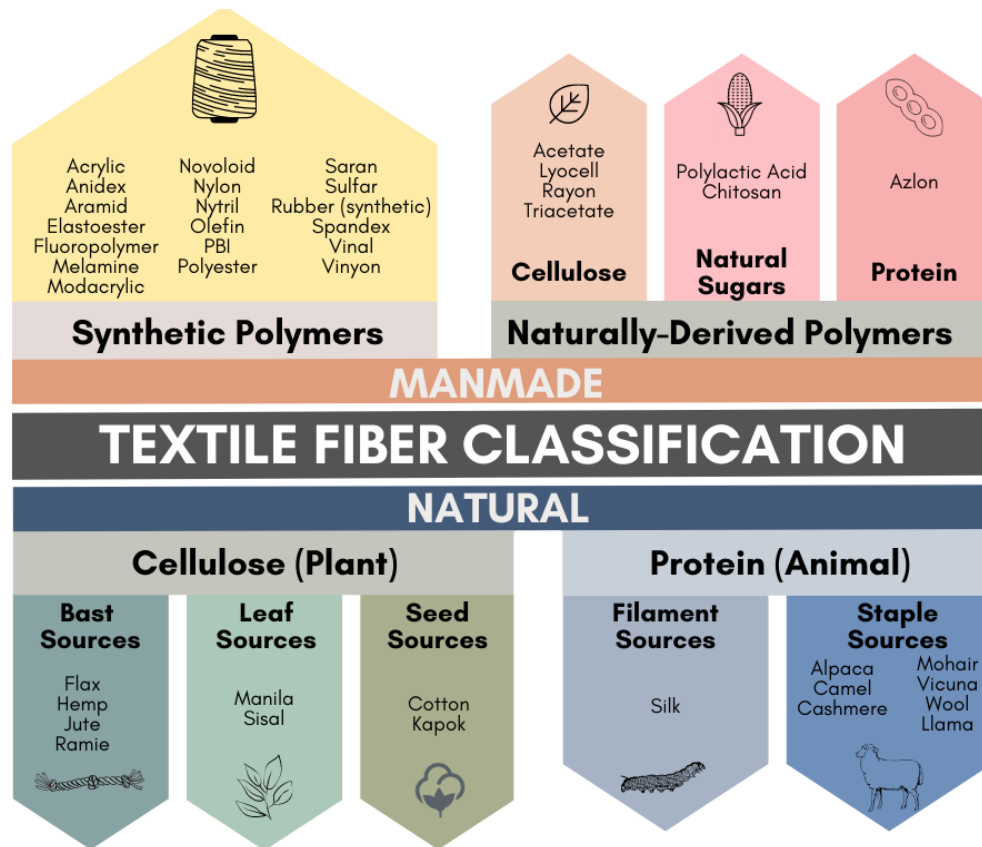 Acrylic
Anidex
Aramid
Elastoester
Fluoropolymer
Melamine
Modacrylic
Novoloid
Nylon
Nytril
Olefin
PBI
Polyester
Saran
Sulfar
Rubber (synthetic)
Spandex
Vinal
Vinyon
Synthetic Polymers
Acetate
Lyocell
Rayon
Triacetate
Cellulose
Polylactic Acid
Chitosan
Natural
Sugars
Azlon
Protein
Naturally-Derived Polymers
MANMADE
TEXTILE FIBER CLASSIFICATION
NATURAL
Cellulose (Plant)
Bast
Sources
Flax
Hemp
Jute
Ramie
Leaf
Sources
Manila
Sisal
Seed
Sources
Cotton
Kapok
Protein (Animal)
Filament
Sources
Silk
Staple
Sources
Alpaca
Camel
Cashmere
Mohair
Vicuna
Wool
Llama